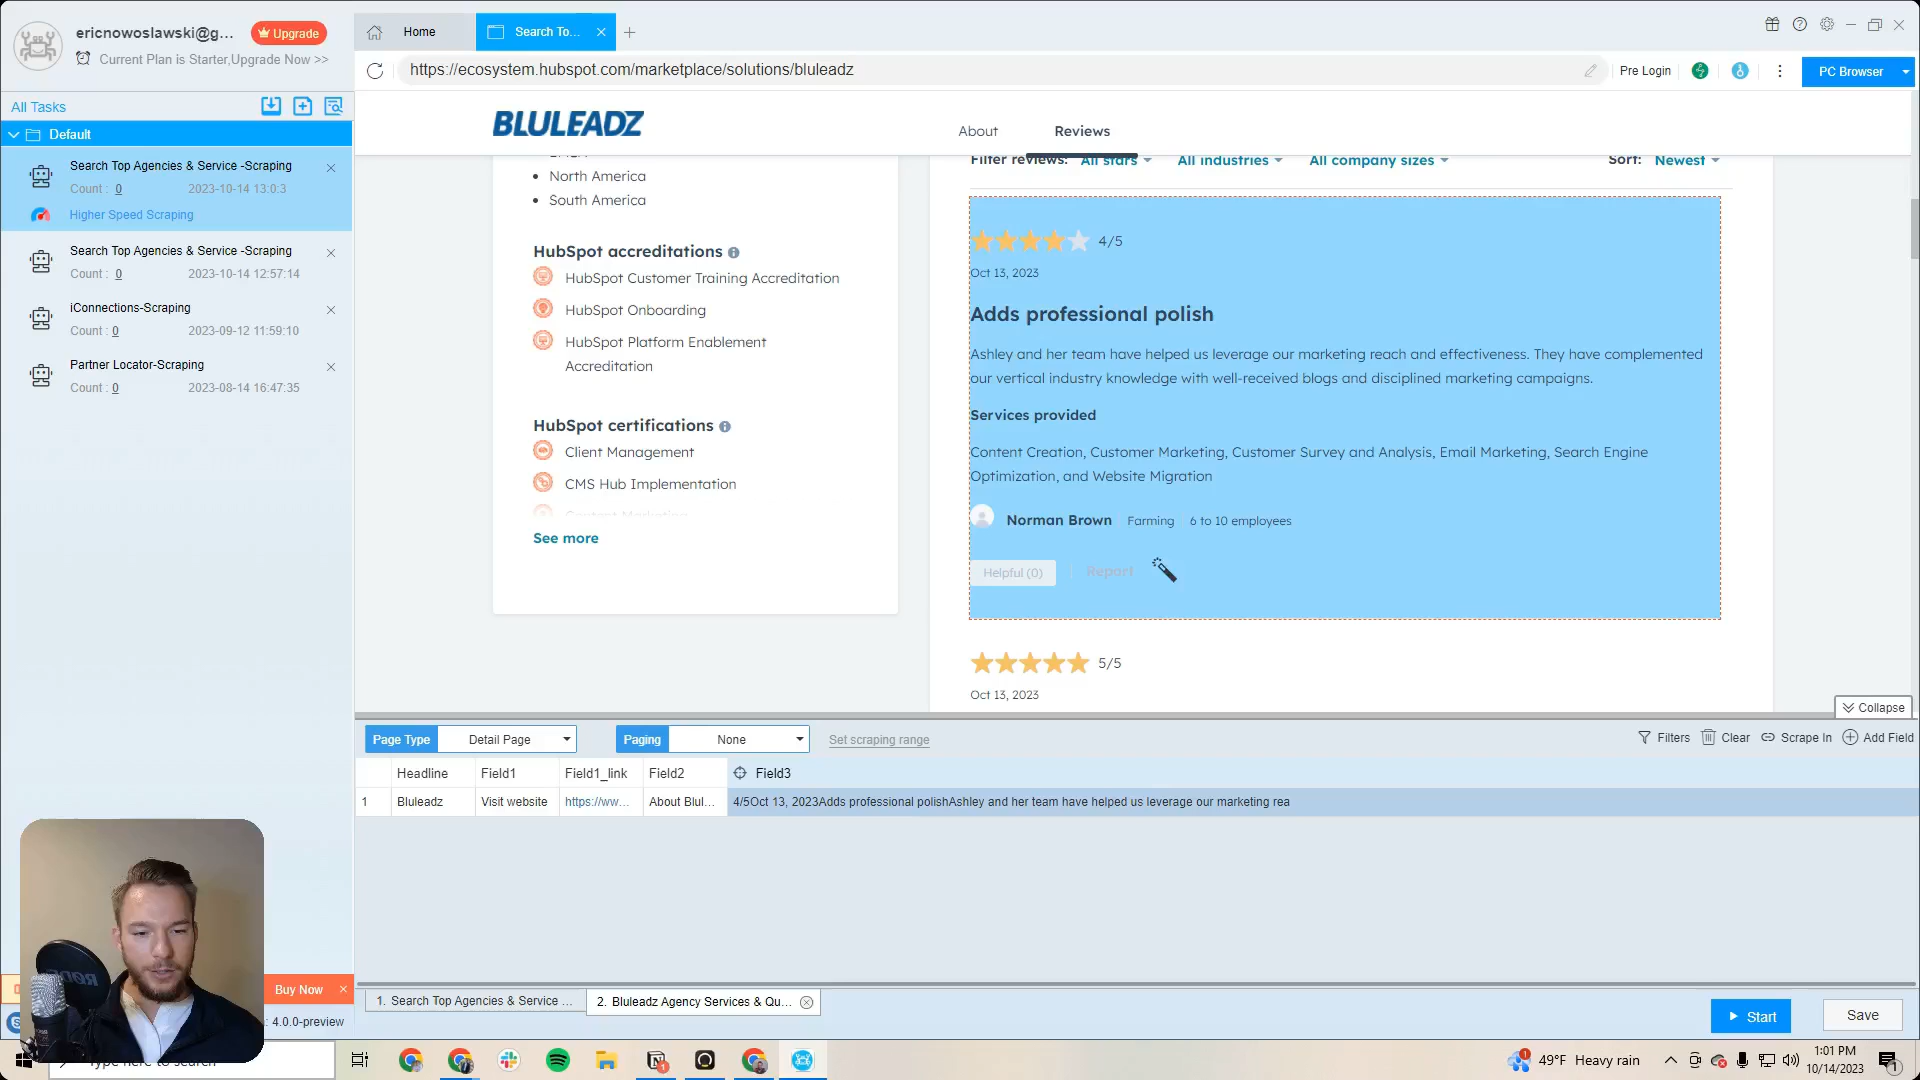 ericnowoslawski@g...
Upgrade
Current Plan is Starter,Upgrade Now >>
Home
Search To...
https://ecosystem.hubspot.com/marketplace/solutions/bluleadz
Pre Login
PC Browser
All Tasks
Default
Search Top Agencies & Service -Scraping
Count : 0
2023-10-14 13:0:3
Higher Speed Scraping
Search Top Agencies & Service -Scraping
Count : 0
2023-10-14 12:57:14
iConnections-Scraping
Count : 0
2023-09-12 11:59:10
Partner Locator-Scraping
Count : 0
2023-08-14 16:47:35
BLULEADZ
About
Reviews
North America
South America
HubSpot accreditations
HubSpot Customer Training Accreditation
HubSpot Onboarding
HubSpot Platform Enablement
Accreditation
HubSpot certifications
Client Management
CMS Hub Implementation
See more
Filter reviews:
All stars
All industries
All company sizes
Sort:
Newest
4/5
Oct 13, 2023
Adds professional polish
Ashley and her team have helped us leverage our marketing reach and effectiveness. They have complemented
our vertical industry knowledge with well-received blogs and disciplined marketing campaigns.
Services provided
Content Creation, Customer Marketing, Customer Survey and Analysis, Email Marketing, Search Engine
Optimization, and Website Migration
Norman Brown
Farming
6 to 10 employees
Helpful (0)
Report
5/5
Oct 13, 2023
Collapse
Page Type
Detail Page
Paging
None
Set scraping range
Filters
Clear
Scrape In
Add Field
Headline
Field1
Field1_link
Field2
Field3
1
Bluleadz
Visit website
https://ww...
About Blul...
4/5Oct 13, 2023Adds professional polishAshley and her team have helped us leverage our marketing rea
Buy Now
: 4.0.0-preview
1. Search Top Agencies & Service ...
2. Bluleadz Agency Services & Qu...
Start
Save
RØDE
Type here to search
49°F Heavy rain
1:01 PM
10/14/2023